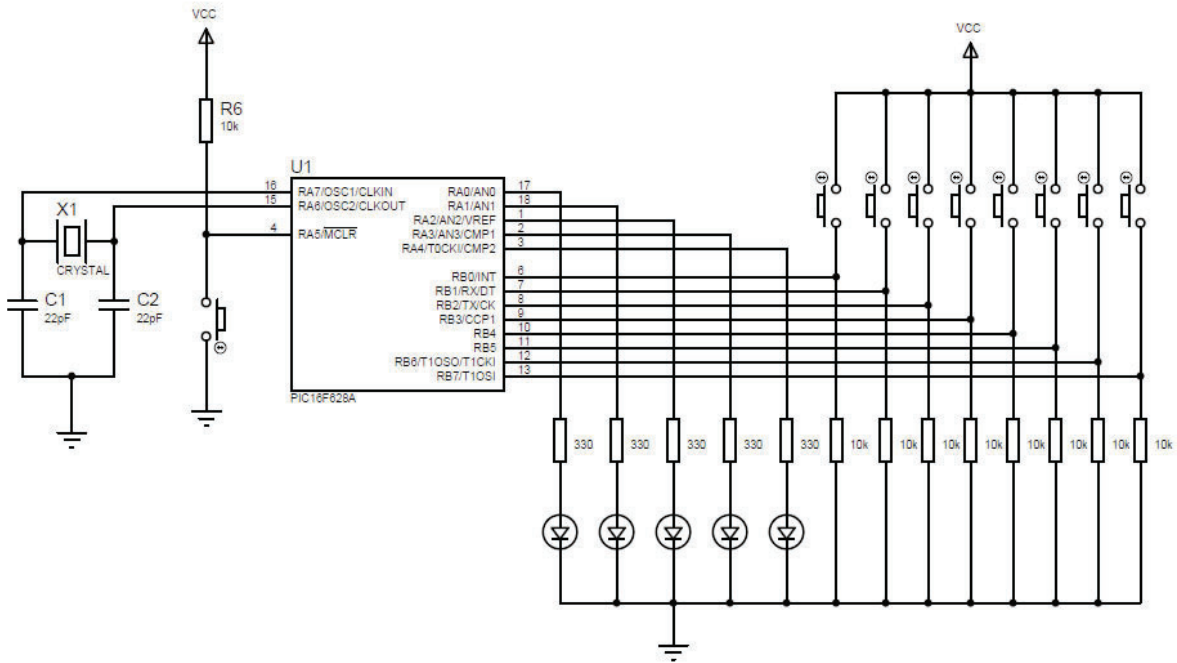 VCC
VCC
R6
10k
U1
16
RA7/OSC1/CLKIN
RA0/AN0
17
15
RA6/OSC2/CLKOUT
RA1/AN1
18
RA2/AN2/VREF
1
4
RA5/MCLR
RA3/AN3/CMP1
2
RA4/T0CKI/CMP2
3
RB0/INT
6
RB1/RX/DT
7
RB2/TX/CK
8
RB3/CCP1
9
RB4
10
RB5
11
RB6/T1OSO/T1CKI
12
RB7/T1OSI
13
PIC16F628A
X1
CRYSTAL
C1
22pF
C2
22pF
330
330
330
330
330
10k
10k
10k
10k
10k
10k
10k
10k